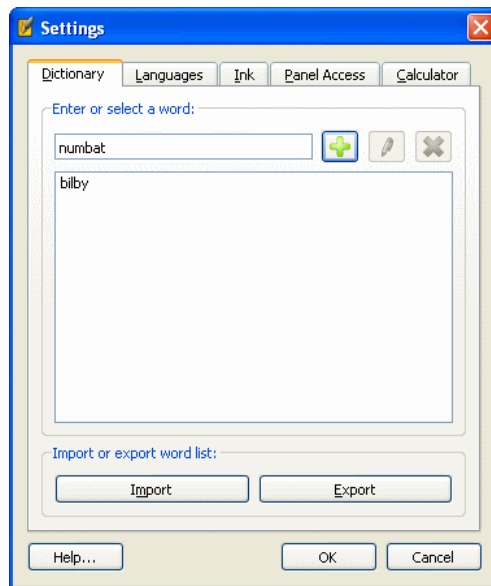 Settings
Dictionary Languages Ink Panel Access Calculator
Enter or select a word:
numbat
bilby
Import or export word list:
Import Export
Help... OK Cancel